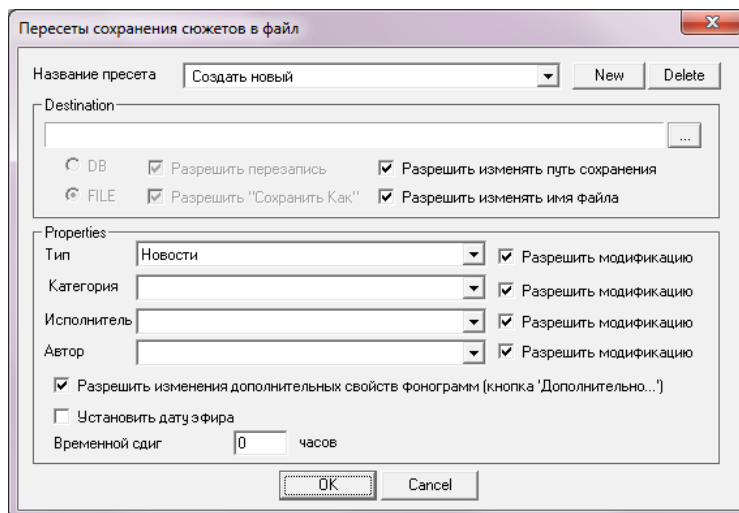 Пересеты сохранения сюжетов в файл
Название пресета Создать новый New Delete
Destination
...
DB Разрешить перезапись Разрешить изменять путь сохранения
FILE Разрешить "Сохранить Как" Разрешить изменять имя файла
Properties
Тип Новости Разрешить модификацию
Категория Разрешить модификацию
Исполнитель Разрешить модификацию
Автор Разрешить модификацию
Разрешить изменения дополнительных свойств фонограмм (кнопка 'Дополнительно...')
Установить дату эфира
Временной сдиг 0 часов
OK Cancel